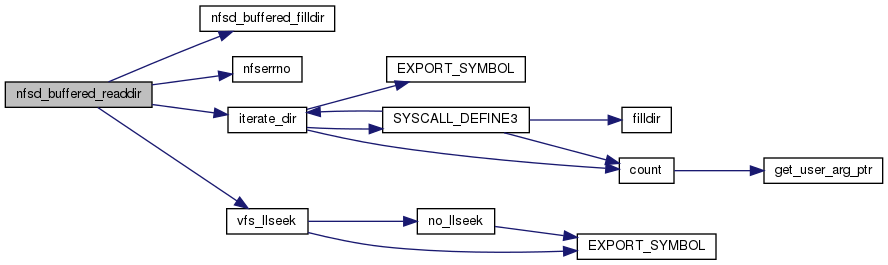 nfsd_buffered_filldir
EXPORT_SYMBOL
nfserrno
nfsd_buffered_readdir
iterate_dir
SYSCALL_DEFINE3
filldir
count
get_user_arg_ptr
vfs_llseek
no_llseek
EXPORT_SYMBOL